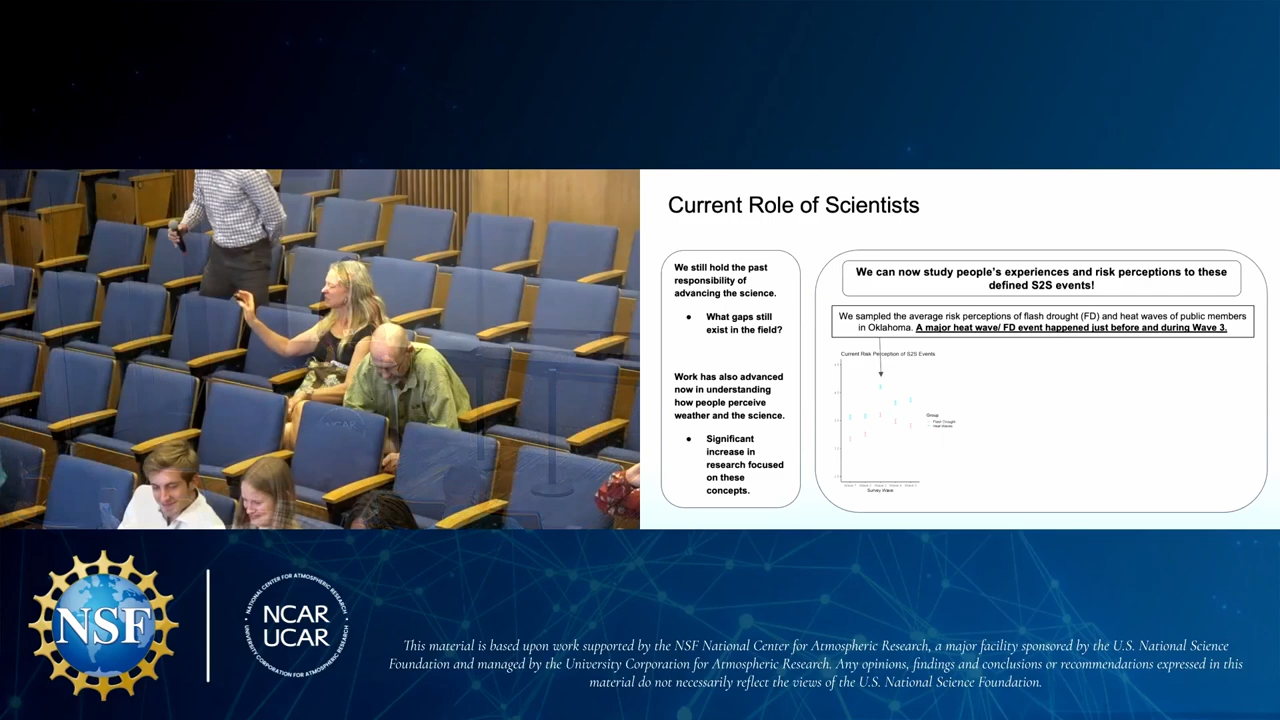 Current Role of Scientists
We still hold the past
responsibility of
advancing the science.
● What gaps still
exist in the field?
Work has also advanced
now in understanding
how people perceive
weather and the science.
● Significant
increase in
research focused
on these
concepts.
We can now study people's experiences and risk perceptions to these
defined S2S events!
We sampled the average risk perceptions of flash drought (FD) and heat waves of public members
in Oklahoma. A major heat wave/ FD event happened just before and during Wave 3.
Current Risk Perception of S2S Events
Group
Flash Drought
Heat Waves
Survey Wave
NSF
NATIONAL CENTER FOR ATMOSPHERIC RESEARCH
NCAR
UCAR
UNIVERSITY CORPORATION FOR ATMOSPHERIC RESEARCH
This material is based upon work supported by the NSF National Center for Atmospheric Research, a major facility sponsored by the U.S. National Science
Foundation and managed by the University Corporation for Atmospheric Research. Any opinions, findings and conclusions or recommendations expressed in this
material do not necessarily reflect the views of the U.S. National Science Foundation.